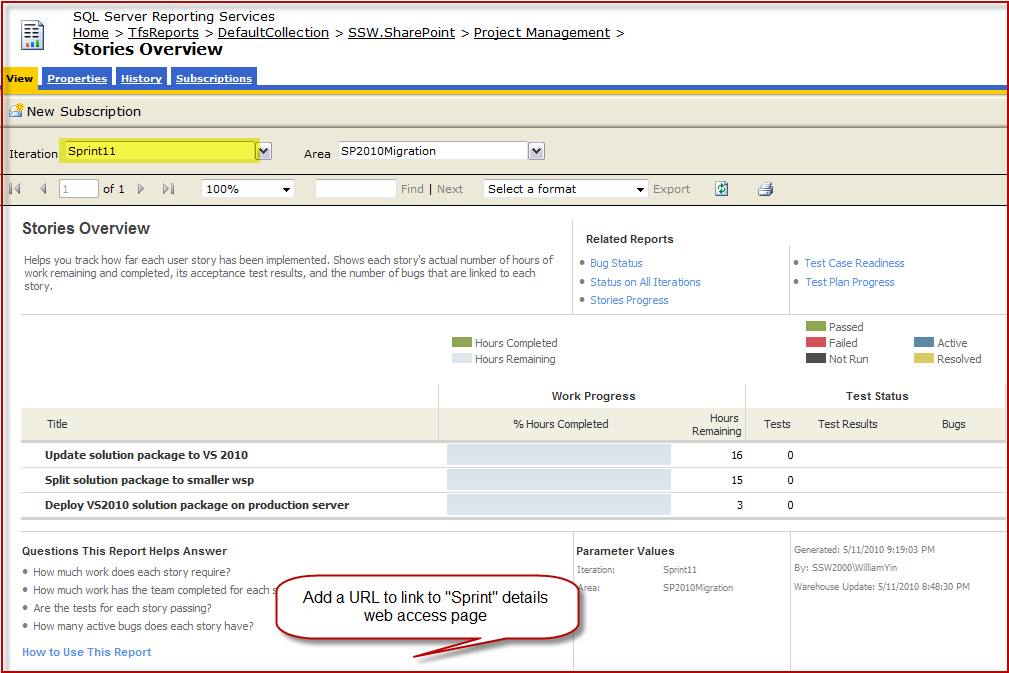 SQL Server Reporting Services
Home > TfsReports > DefaultCollection > SSW.SharePoint > Project Management >
Stories Overview
View Properties History Subscriptions
New Subscription
Iteration Sprint11 Area SP2010Migration
1 of 1 100% Find | Next Select a format Export
Stories Overview
Helps you track how far each user story has been implemented. Shows each story's actual number of hours of
work remaining and completed, its acceptance test results, and the number of bugs that are linked to each
story.
Related Reports
Bug Status
Status on All Iterations
Stories Progress
Test Case Readiness
Test Plan Progress
Hours Completed
Hours Remaining
Passed
Failed
Not Run
Active
Resolved
Work Progress Test Status
Title % Hours Completed Hours Remaining Tests Test Results Bugs
Update solution package to VS 2010 16 0
Split solution package to smaller wsp 15 0
Deploy VS2010 solution package on production server 3 0
Questions This Report Helps Answer
How much work does each story require?
How much work has the team completed for each
Are the tests for each story passing?
How many active bugs does each story have?
How to Use This Report
Add a URL to link to "Sprint" details
web access page
Parameter Values
Iteration: Sprint11
Area: SP2010Migration
Generated: 5/11/2010 9:19:03 PM
By: SSW2000\WilliamYin
Warehouse Update: 5/11/2010 8:48:30 PM